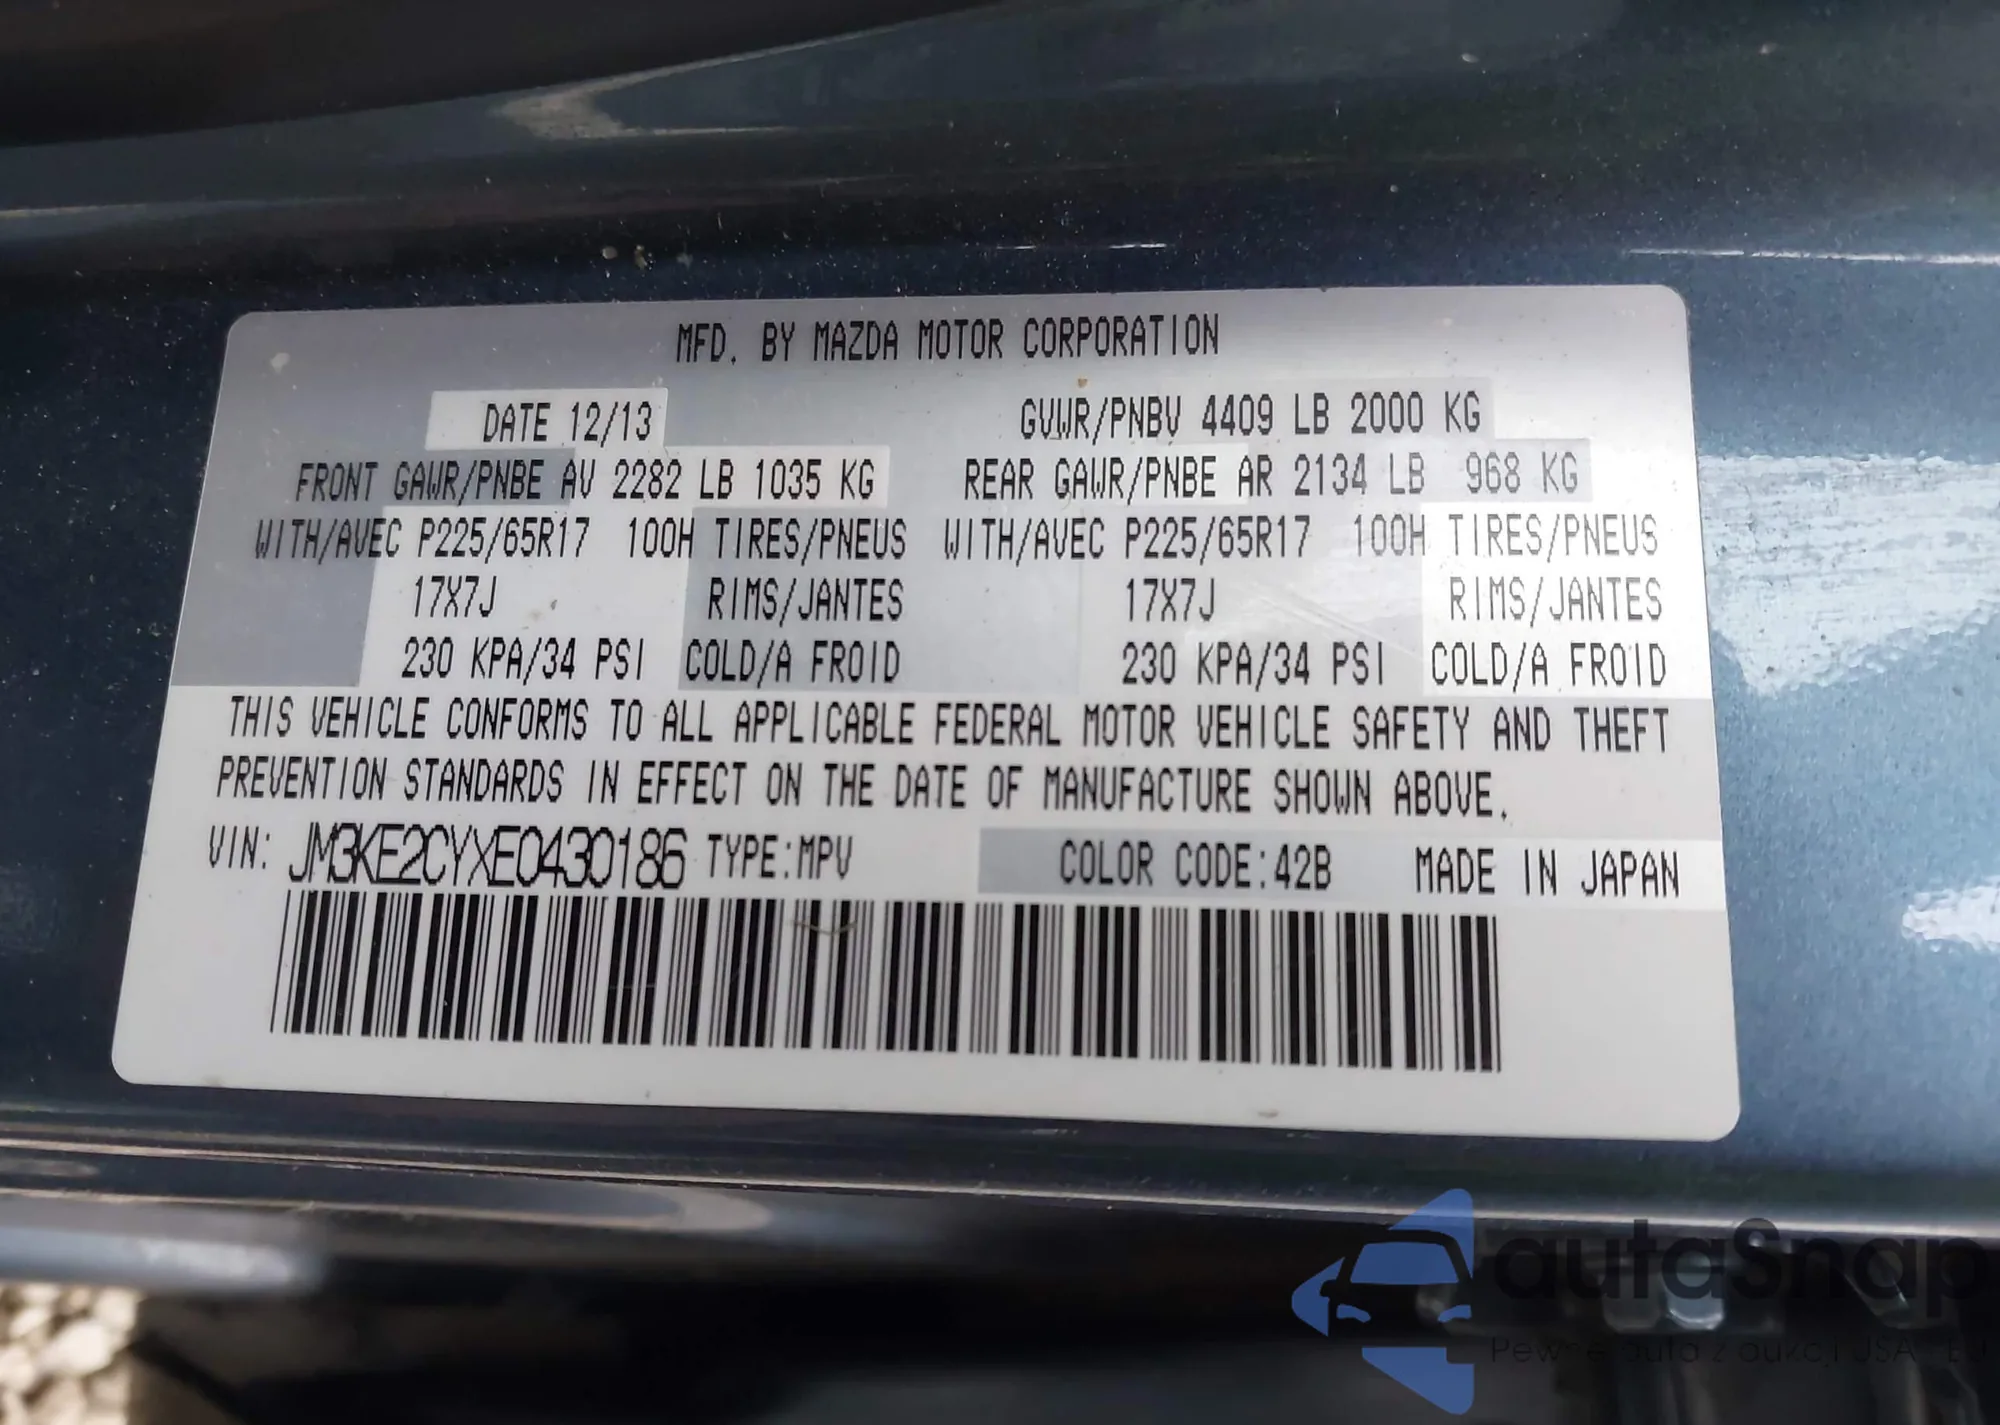 MFD. BY MAZDA MOTOR CORPORATION
DATE 12/13 GVWR/PNBV 4409 LB 2000 KG
FRONT GAWR/PNBE AV 2282 LB 1035 KG REAR GAWR/PNBE AR 2134 LB 968 KG
WITH/AVEC P225/65R17 100H TIRES/PNEUS WITH/AVEC P225/65R17 100H TIRES/PNEUS
17X7J RIMS/JANTES 17X7J RIMS/JANTES
230 KPA/34 PSI COLD/A FROID 230 KPA/34 PSI COLD/A FROID
THIS VEHICLE CONFORMS TO ALL APPLICABLE FEDERAL MOTOR VEHICLE SAFETY AND THEFT
PREVENTION STANDARDS IN EFFECT ON THE DATE OF MANUFACTURE SHOWN ABOVE.
VIN: JM3KE2CYXE0430186 TYPE:MPV COLOR CODE:42B MADE IN JAPAN
autaSnap
Pewne auta z aukcji USA